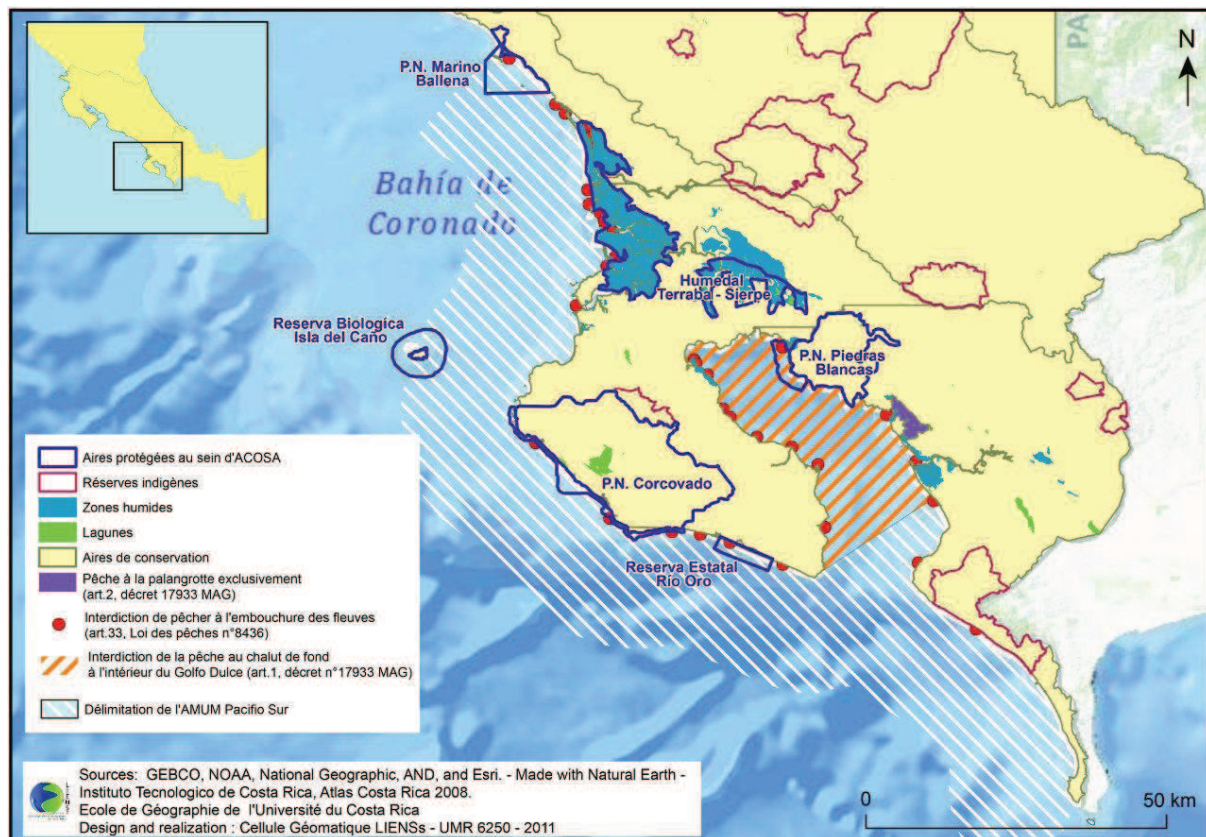 N
PA
P.N. Marino
Ballena
Bahía de
Coronado
Humedal
Terraba - Sierpe
Reserva Biologica
Isla del Caño
P.N. Piedras
Blancas
P.N. Corcovado
Reserva Estatal
Río Oro
Aires protégées au sein d'ACOSA
Réserves indigènes
Zones humides
Lagunes
Aires de conservation
Pêche à la palangrotte exclusivement
(art.2, décret 17933 MAG)
Interdiction de pêcher à l'embouchure des fleuves
(art.33, Loi des pêches n°8436)
Interdiction de la pêche au chalut de fond
à l'intérieur du Golfo Dulce (art.1, décret n°17933 MAG)
Délimitation de l'AMUM Pacifio Sur
Sources: GEBCO, NOAA, National Geographic, AND, and Esri. - Made with Natural Earth -
Instituto Tecnologico de Costa Rica, Atlas Costa Rica 2008.
Ecole de Géographie de l'Université du Costa Rica
Design and realization : Cellule Géomatique LIENSs - UMR 6250 - 2011
0 50 km